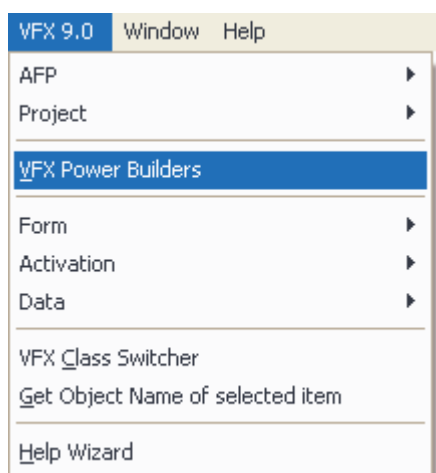 VFX 9.0 Window Help
AFP
Project
VFX Power Builders
Form
Activation
Data
VFX Class Switcher
Get Object Name of selected item
Help Wizard